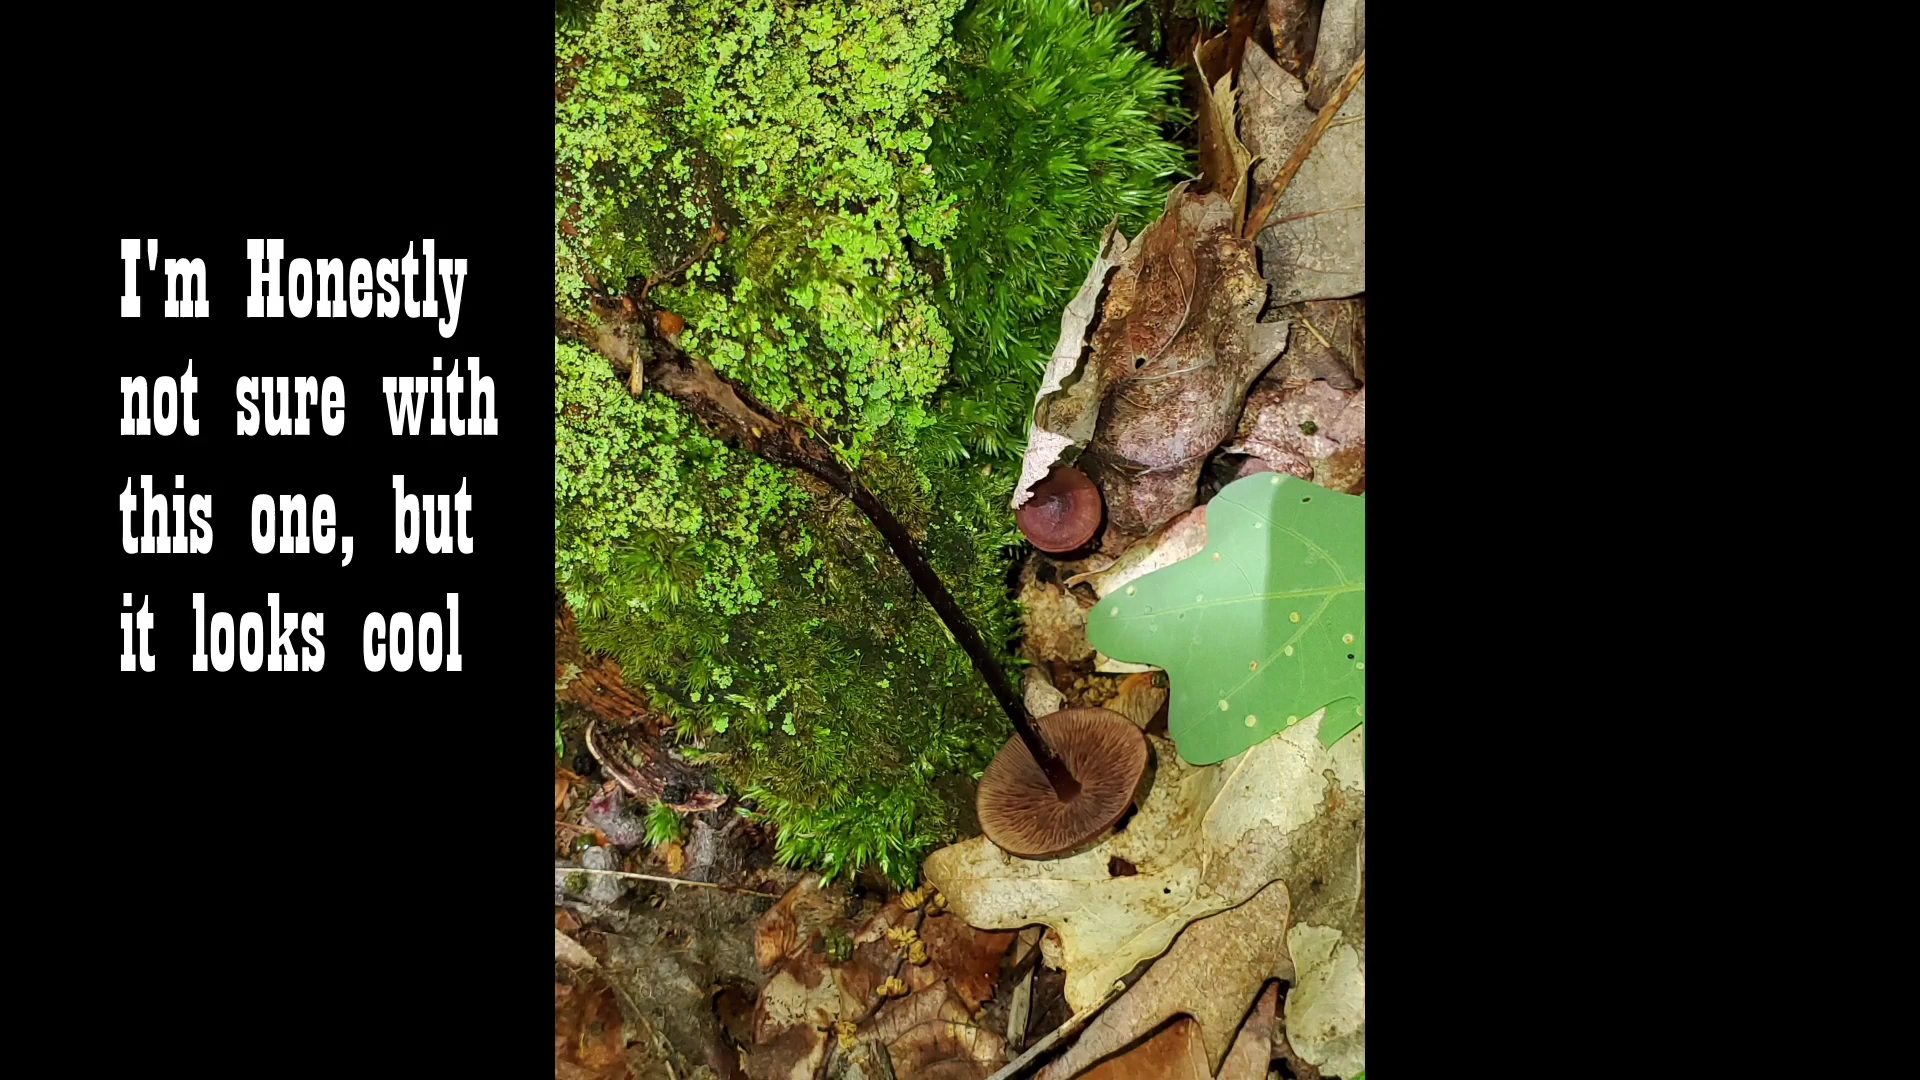 I'm Honestly
not sure with
this one, but
it looks cool